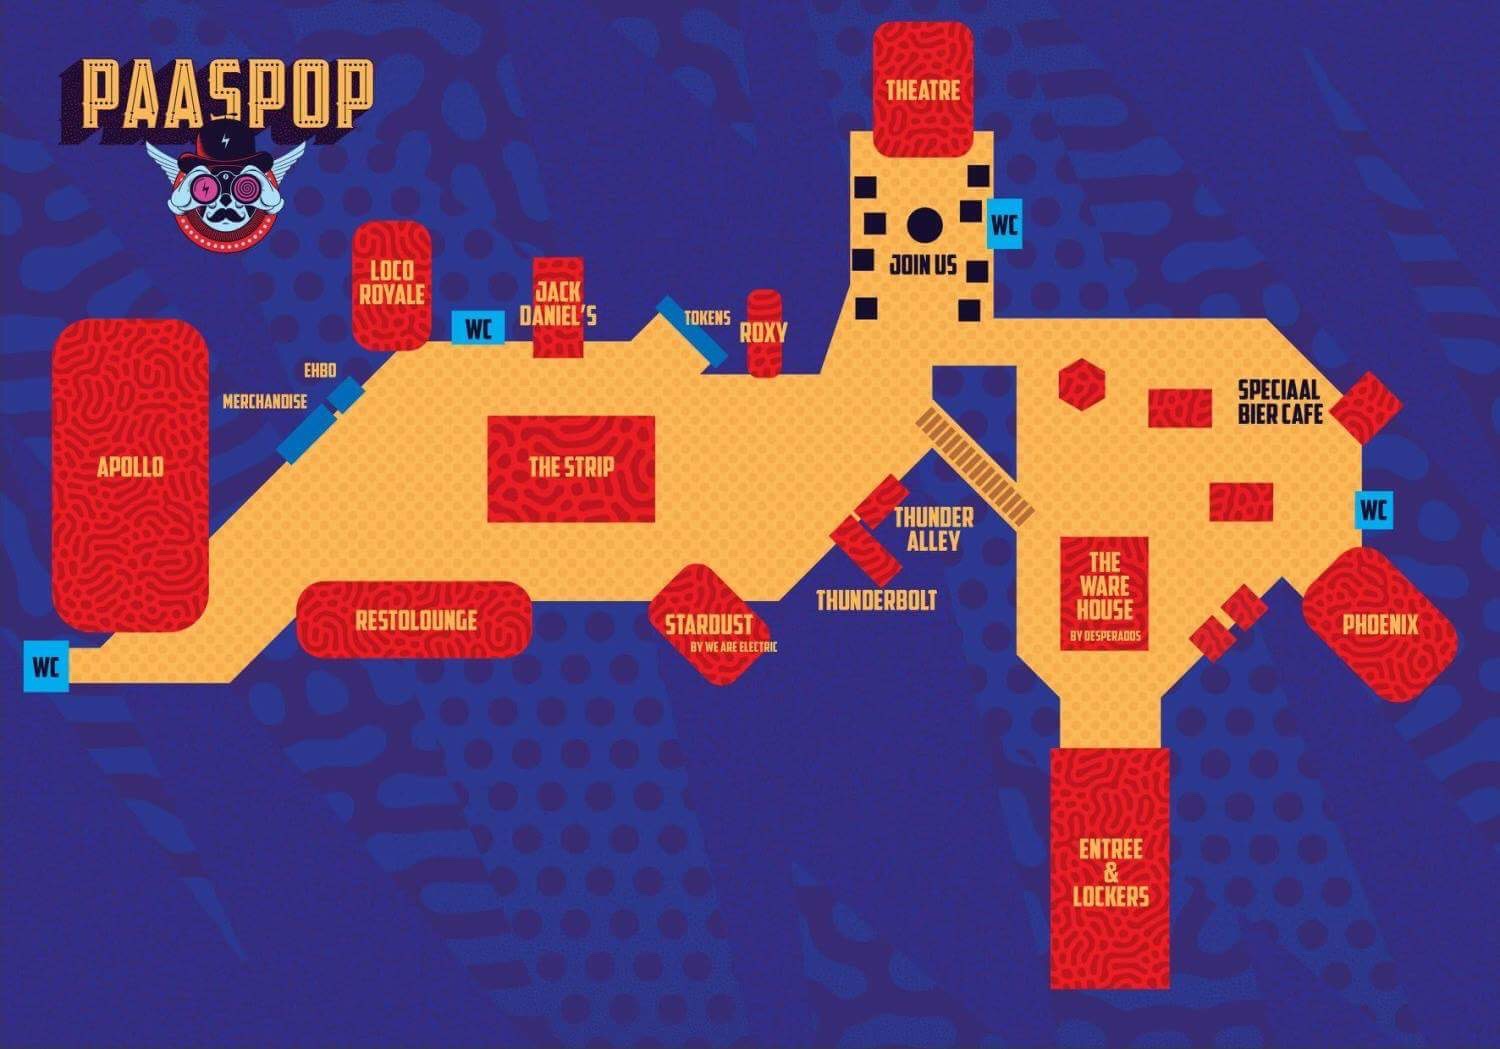 PAASPOP
THEATRE
WC
JOIN US
LOCO
ROYALE
WC
JACK
DANIEL'S
TOKENS
ROXY
EHBO
MERCHANDISE
SPECIAAL
BIER CAFE
APOLLO
THE STRIP
WC
THUNDER
ALLEY
THE
WARE
HOUSE
BY DESPERADOS
THUNDERBOLT
RESTOLOUNGE
STARDUST
BY WE ARE ELECTRIC
PHOENIX
WC
ENTREE
&
LOCKERS